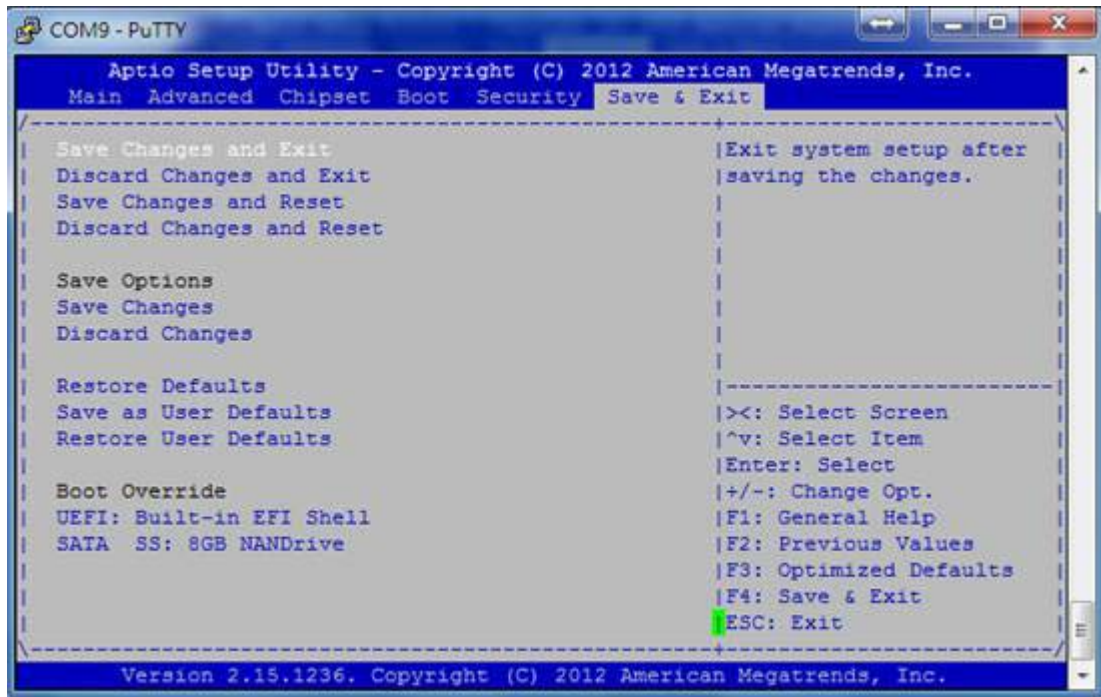 COM9 - PuTTY
Aptio Setup Utility - Copyright (C) 2012 American Megatrends, Inc.
Main Advanced Chipset Boot Security Save & Exit
Save Changes and Exit
Discard Changes and Exit
Save Changes and Reset
Discard Changes and Reset
Save Options
Save Changes
Discard Changes
Restore Defaults
Save as User Defaults
Restore User Defaults
Boot Override
UEFI: Built-in EFI Shell
SATA SS: 8GB NANDrive
Exit system setup after
saving the changes.
><: Select Screen
^v: Select Item
Enter: Select
+/-: Change Opt.
F1: General Help
F2: Previous Values
F3: Optimized Defaults
F4: Save & Exit
ESC: Exit
Version 2.15.1236. Copyright (C) 2012 American Megatrends, Inc.